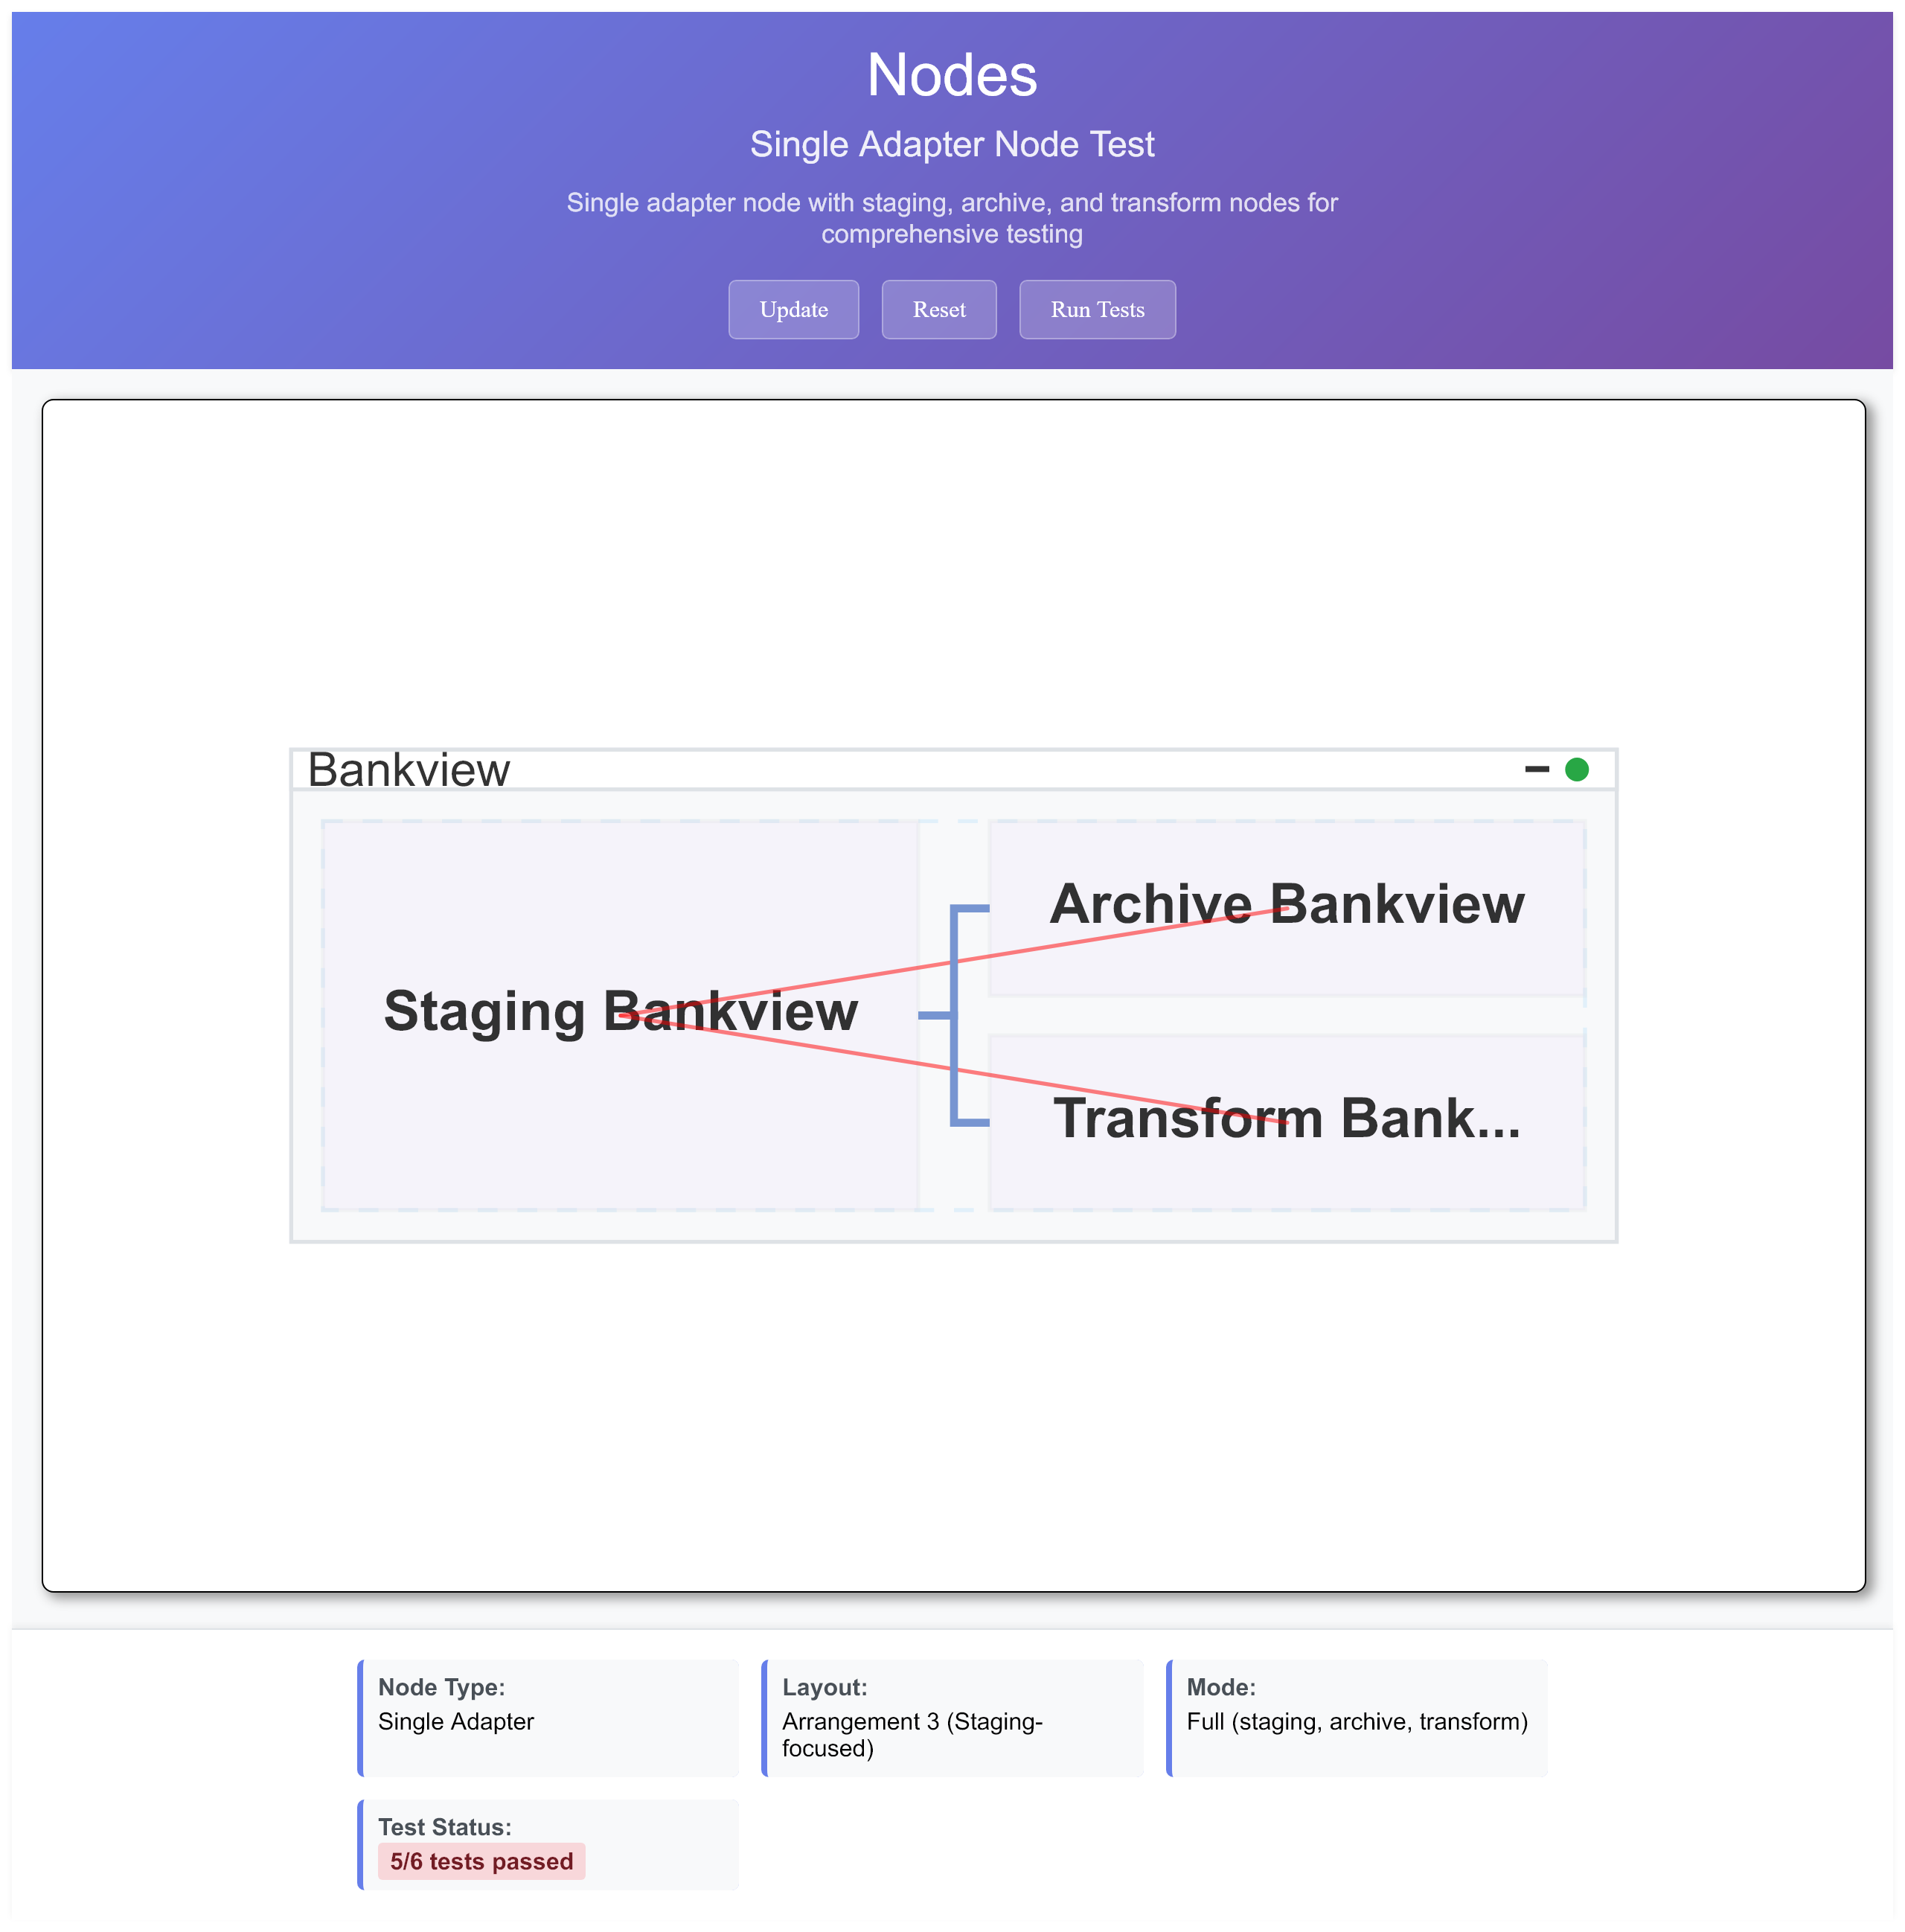 Nodes
Single Adapter Node Test
Single adapter node with staging, archive, and transform nodes for
comprehensive testing
Update
Reset
Run Tests
Bankview
Staging Bankview
Archive Bankview
Transform Bank...
Node Type:
Single Adapter
Layout:
Arrangement 3 (Staging-
focused)
Mode:
Full (staging, archive, transform)
Test Status:
5/6 tests passed